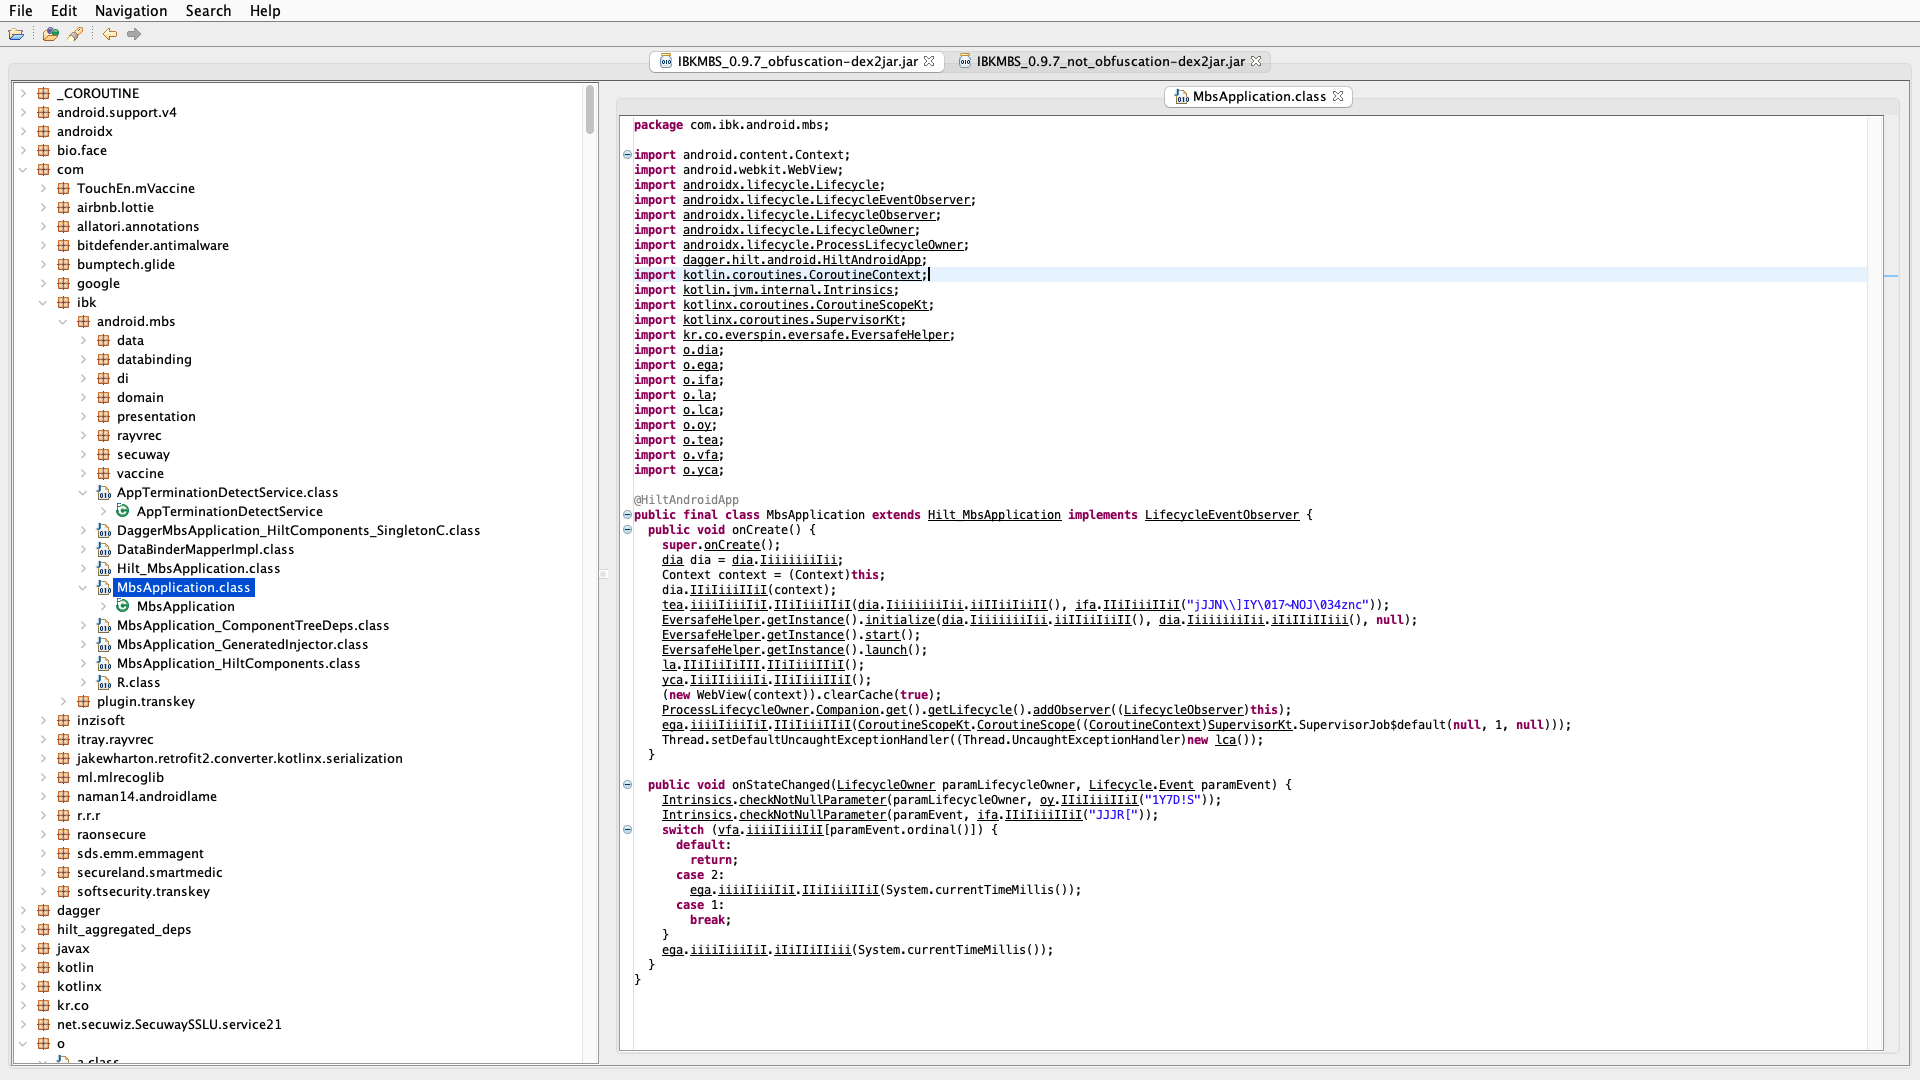 File Edit Navigation Search Help
IBKMBS_0.9.7_obfuscation-dex2jar.jar
IBKMBS_0.9.7_not_obfuscation-dex2jar.jar
_COROUTINE
android.support.v4
androidx
bio.face
com
TouchEn.mVaccine
airbnb.lottie
allatori.annotations
bitdefender.antimalware
bumptech.glide
google
ibk
android.mbs
data
databinding
di
domain
presentation
rayvrec
secuway
vaccine
AppTerminationDetectService.class
AppTerminationDetectService
DaggerMbsApplication_HiltComponents_SingletonC.class
DataBinderMapperImpl.class
Hilt_MbsApplication.class
MbsApplication.class
MbsApplication
MbsApplication_ComponentTreeDeps.class
MbsApplication_GeneratedInjector.class
MbsApplication_HiltComponents.class
R.class
plugin.transkey
inzisoft
itray.rayvrec
jakewharton.retrofit2.converter.kotlinx.serialization
ml.mlrecoglib
naman14.androidlame
r.r.r
raonsecure
sds.emm.emmagent
secureland.smartmedic
softsecurity.transkey
dagger
hilt_aggregated_deps
javax
kotlin
kotlinx
kr.co
net.secuwiz.SecuwaySSLU.service21
o
a.class
MbsApplication.class
package com.ibk.android.mbs;
import android.content.Context;
import android.webkit.WebView;
import androidx.lifecycle.Lifecycle;
import androidx.lifecycle.LifecycleEventObserver;
import androidx.lifecycle.LifecycleObserver;
import androidx.lifecycle.LifecycleOwner;
import androidx.lifecycle.ProcessLifecycleOwner;
import dagger.hilt.android.HiltAndroidApp;
import kotlin.coroutines.CoroutineContext;
import kotlin.jvm.internal.Intrinsics;
import kotlinx.coroutines.CoroutineScopeKt;
import kotlinx.coroutines.SupervisorKt;
import kr.co.everspin.eversafe.EversafeHelper;
import o.dia;
import o.ega;
import o.ifa;
import o.la;
import o.lca;
import o.oy;
import o.tea;
import o.vfa;
import o.yca;
@HiltAndroidApp
public final class MbsApplication extends Hilt_MbsApplication implements LifecycleEventObserver {
public void onCreate() {
super.onCreate();
dia dia = dia.IiiiiiiIii;
Context context = (Context)this;
dia.IIiIiiiIIiI(context);
tea.iiiiIiiIiI.IIiIiiiIIiI(dia.IiiiiiiIii.iiIIiiIiiII(), ifa.IIiIiiiIIiI("jJJN\\]IY\017~NOJ\034znc"));
EversafeHelper.getInstance().initialize(dia.IiiiiiiIii.iiIIiiIiiII(), dia.IiiiiiiIii.iIiIIiIIiii(), null);
EversafeHelper.getInstance().start();
EversafeHelper.getInstance().launch();
la.IIiIiiIiIII.IIiIiiiIIiI();
yca.IiiIIiiiiIi.IIiIiiiIIiI();
(new WebView(context)).clearCache(true);
ProcessLifecycleOwner.Companion.get().getLifecycle().addObserver((LifecycleObserver)this);
ega.iiiiIiiiIiI.IIiIiiiIIiI(CoroutineScopeKt.CoroutineScope((CoroutineContext)SupervisorKt.SupervisorJob$default(null, 1, null)));
Thread.setDefaultUncaughtExceptionHandler((Thread.UncaughtExceptionHandler)new lca());
}
public void onStateChanged(LifecycleOwner paramLifecycleOwner, Lifecycle.Event paramEvent) {
Intrinsics.checkNotNullParameter(paramLifecycleOwner, oy.IIiIiiiIIiI("1Y7D!S"));
Intrinsics.checkNotNullParameter(paramEvent, ifa.IIiIiiiIIiI("JJJR["));
switch (vfa.iiiiIiiiIiI[paramEvent.ordinal()]) {
default:
return;
case 2:
ega.iiiiIiiiIiI.IIiIiiiIIiI(System.currentTimeMillis());
case 1:
break;
}
ega.iiiiIiiiIiI.iIiIIiIIiii(System.currentTimeMillis());
}
}